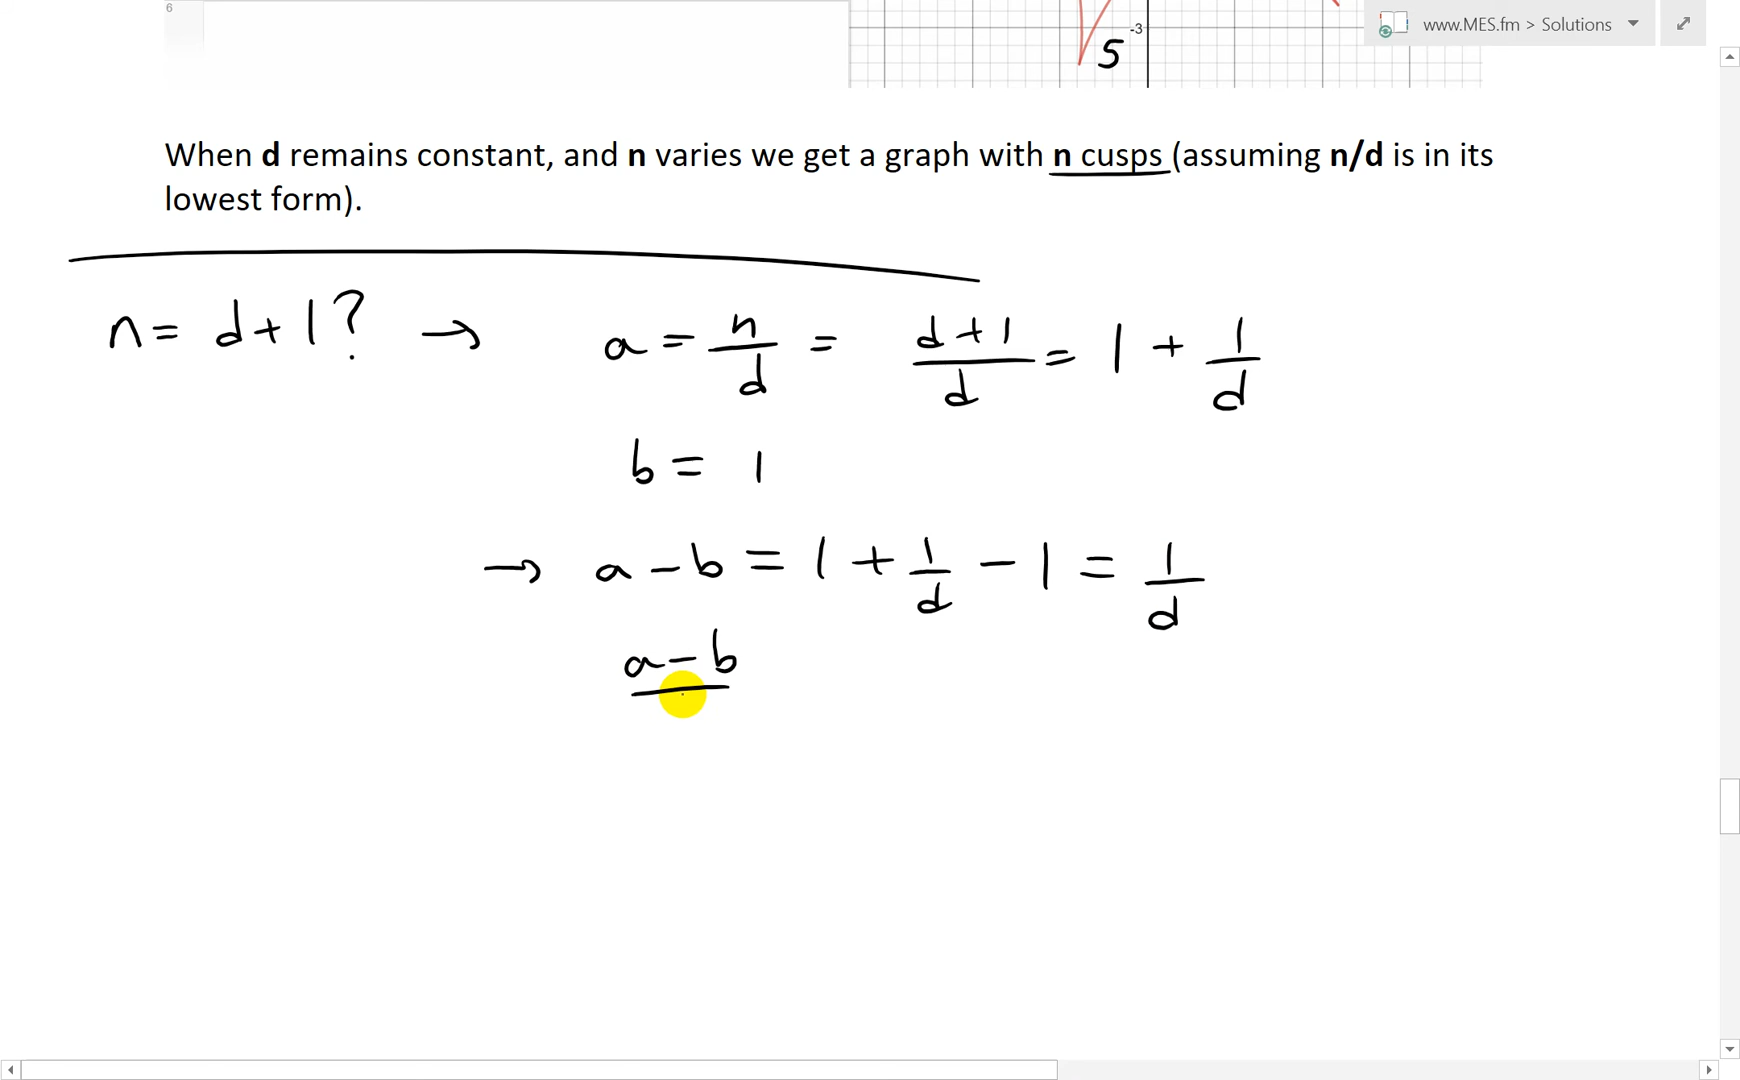 6
-3
5
www.MES.fm > Solutions
When d remains constant, and n varies we get a graph with n cusps (assuming n/d is in its
lowest form).
n = d+1? → a = n/d = d+1/d = 1 + 1/d
b = 1
→ a - b = 1 + 1/d - 1 = 1/d
a - b